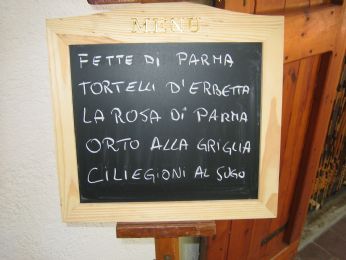 MENU
FETTE DI PARMA
TORTELLI D'ERBETTA
LA ROSA DI PARMA
ORTO ALLA GRIGLIA
CILIEGIONI AL SUGO